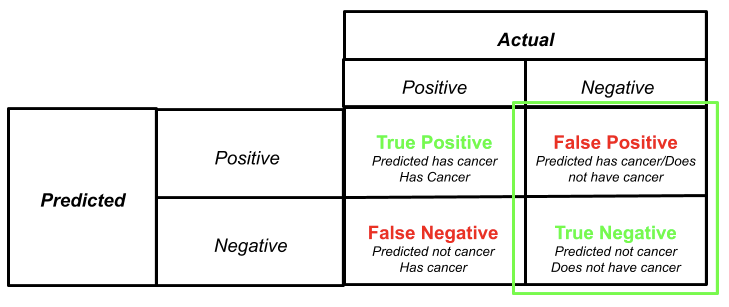 Actual
Positive
Negative
Predicted
Positive
True Positive
Predicted has cancer
Has Cancer
False Positive
Predicted has cancer/Does
not have cancer
Negative
False Negative
Predicted not cancer
Has cancer
True Negative
Predicted not cancer
Does not have cancer